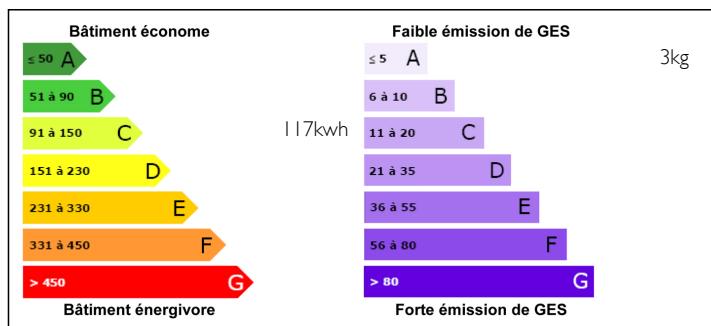 Bâtiment économe
≤ 50 A
51 à 90 B
91 à 150 C
117kwh
151 à 230 D
231 à 330 E
331 à 450 F
> 450 G
Bâtiment énergivore
Faible émission de GES
≤ 5 A
3kg
6 à 10 B
11 à 20 C
21 à 35 D
36 à 55 E
56 à 80 F
> 80 G
Forte émission de GES